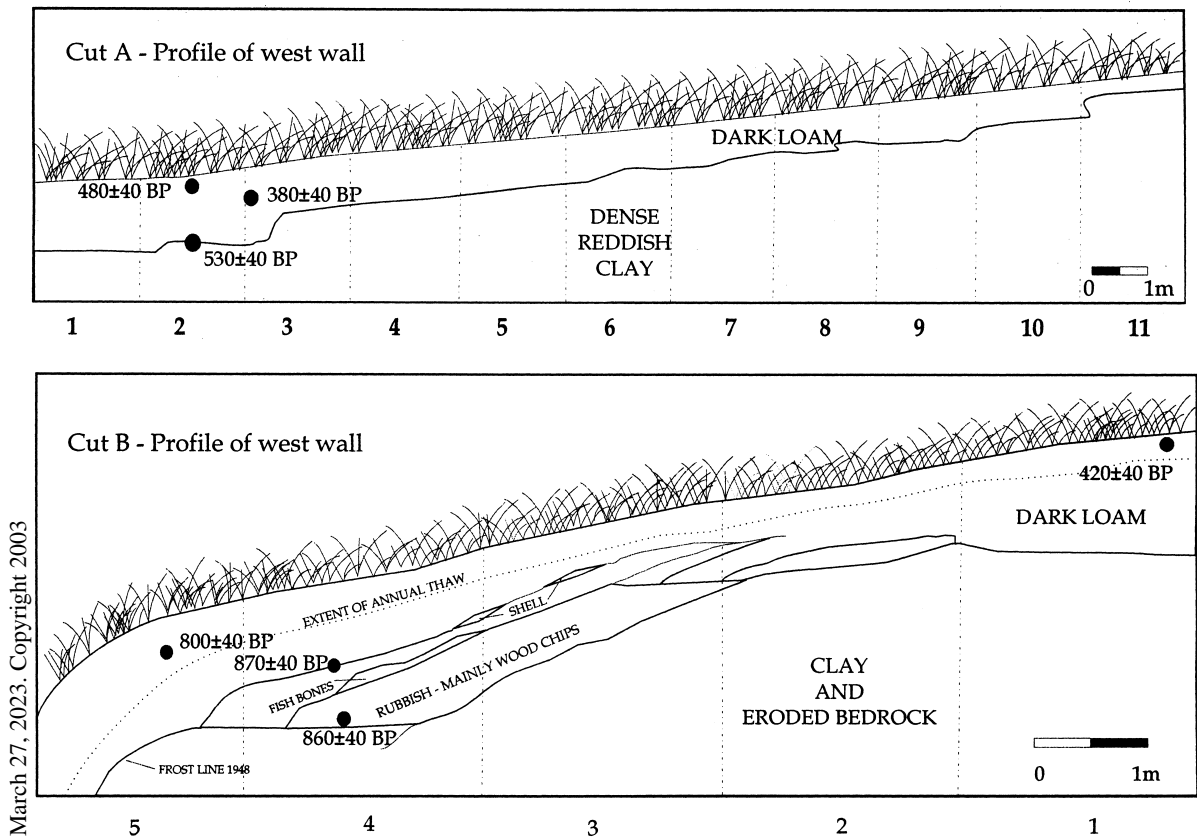 Cut A - Profile of west wall
DARK LOAM
480±40 BP
380±40 BP
530±40 BP
DENSE
REDDISH
CLAY
0 1m
1 2 3 4 5 6 7 8 9 10 11
Cut B - Profile of west wall
420±40 BP
DARK LOAM
EXTENT OF ANNUAL THAW
SHELL
800±40 BP
870±40 BP
FISH BONES
RUBBISH - MAINLY WOOD CHIPS
860±40 BP
CLAY
AND
ERODED BEDROCK
FROST LINE 1948
0 1m
5 4 3 2 1
March 27, 2023. Copyright 2003